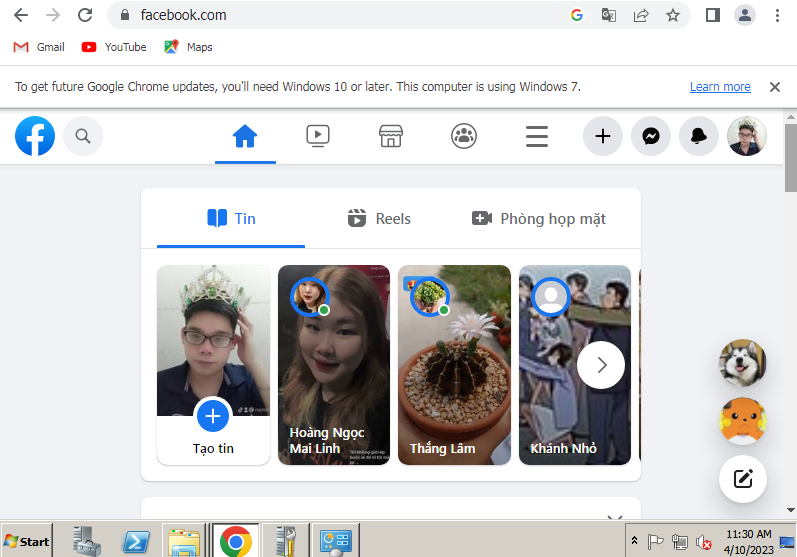 facebook.com
Gmail YouTube Maps
To get future Google Chrome updates, you'll need Windows 10 or later. This computer is using Windows 7. Learn more
Tin Reels Phòng họp mặt
Tạo tin
Hoàng Ngọc
Mai Linh
Thắng Lâm
Khánh Nhỏ
Start
11:30 AM
4/10/2023